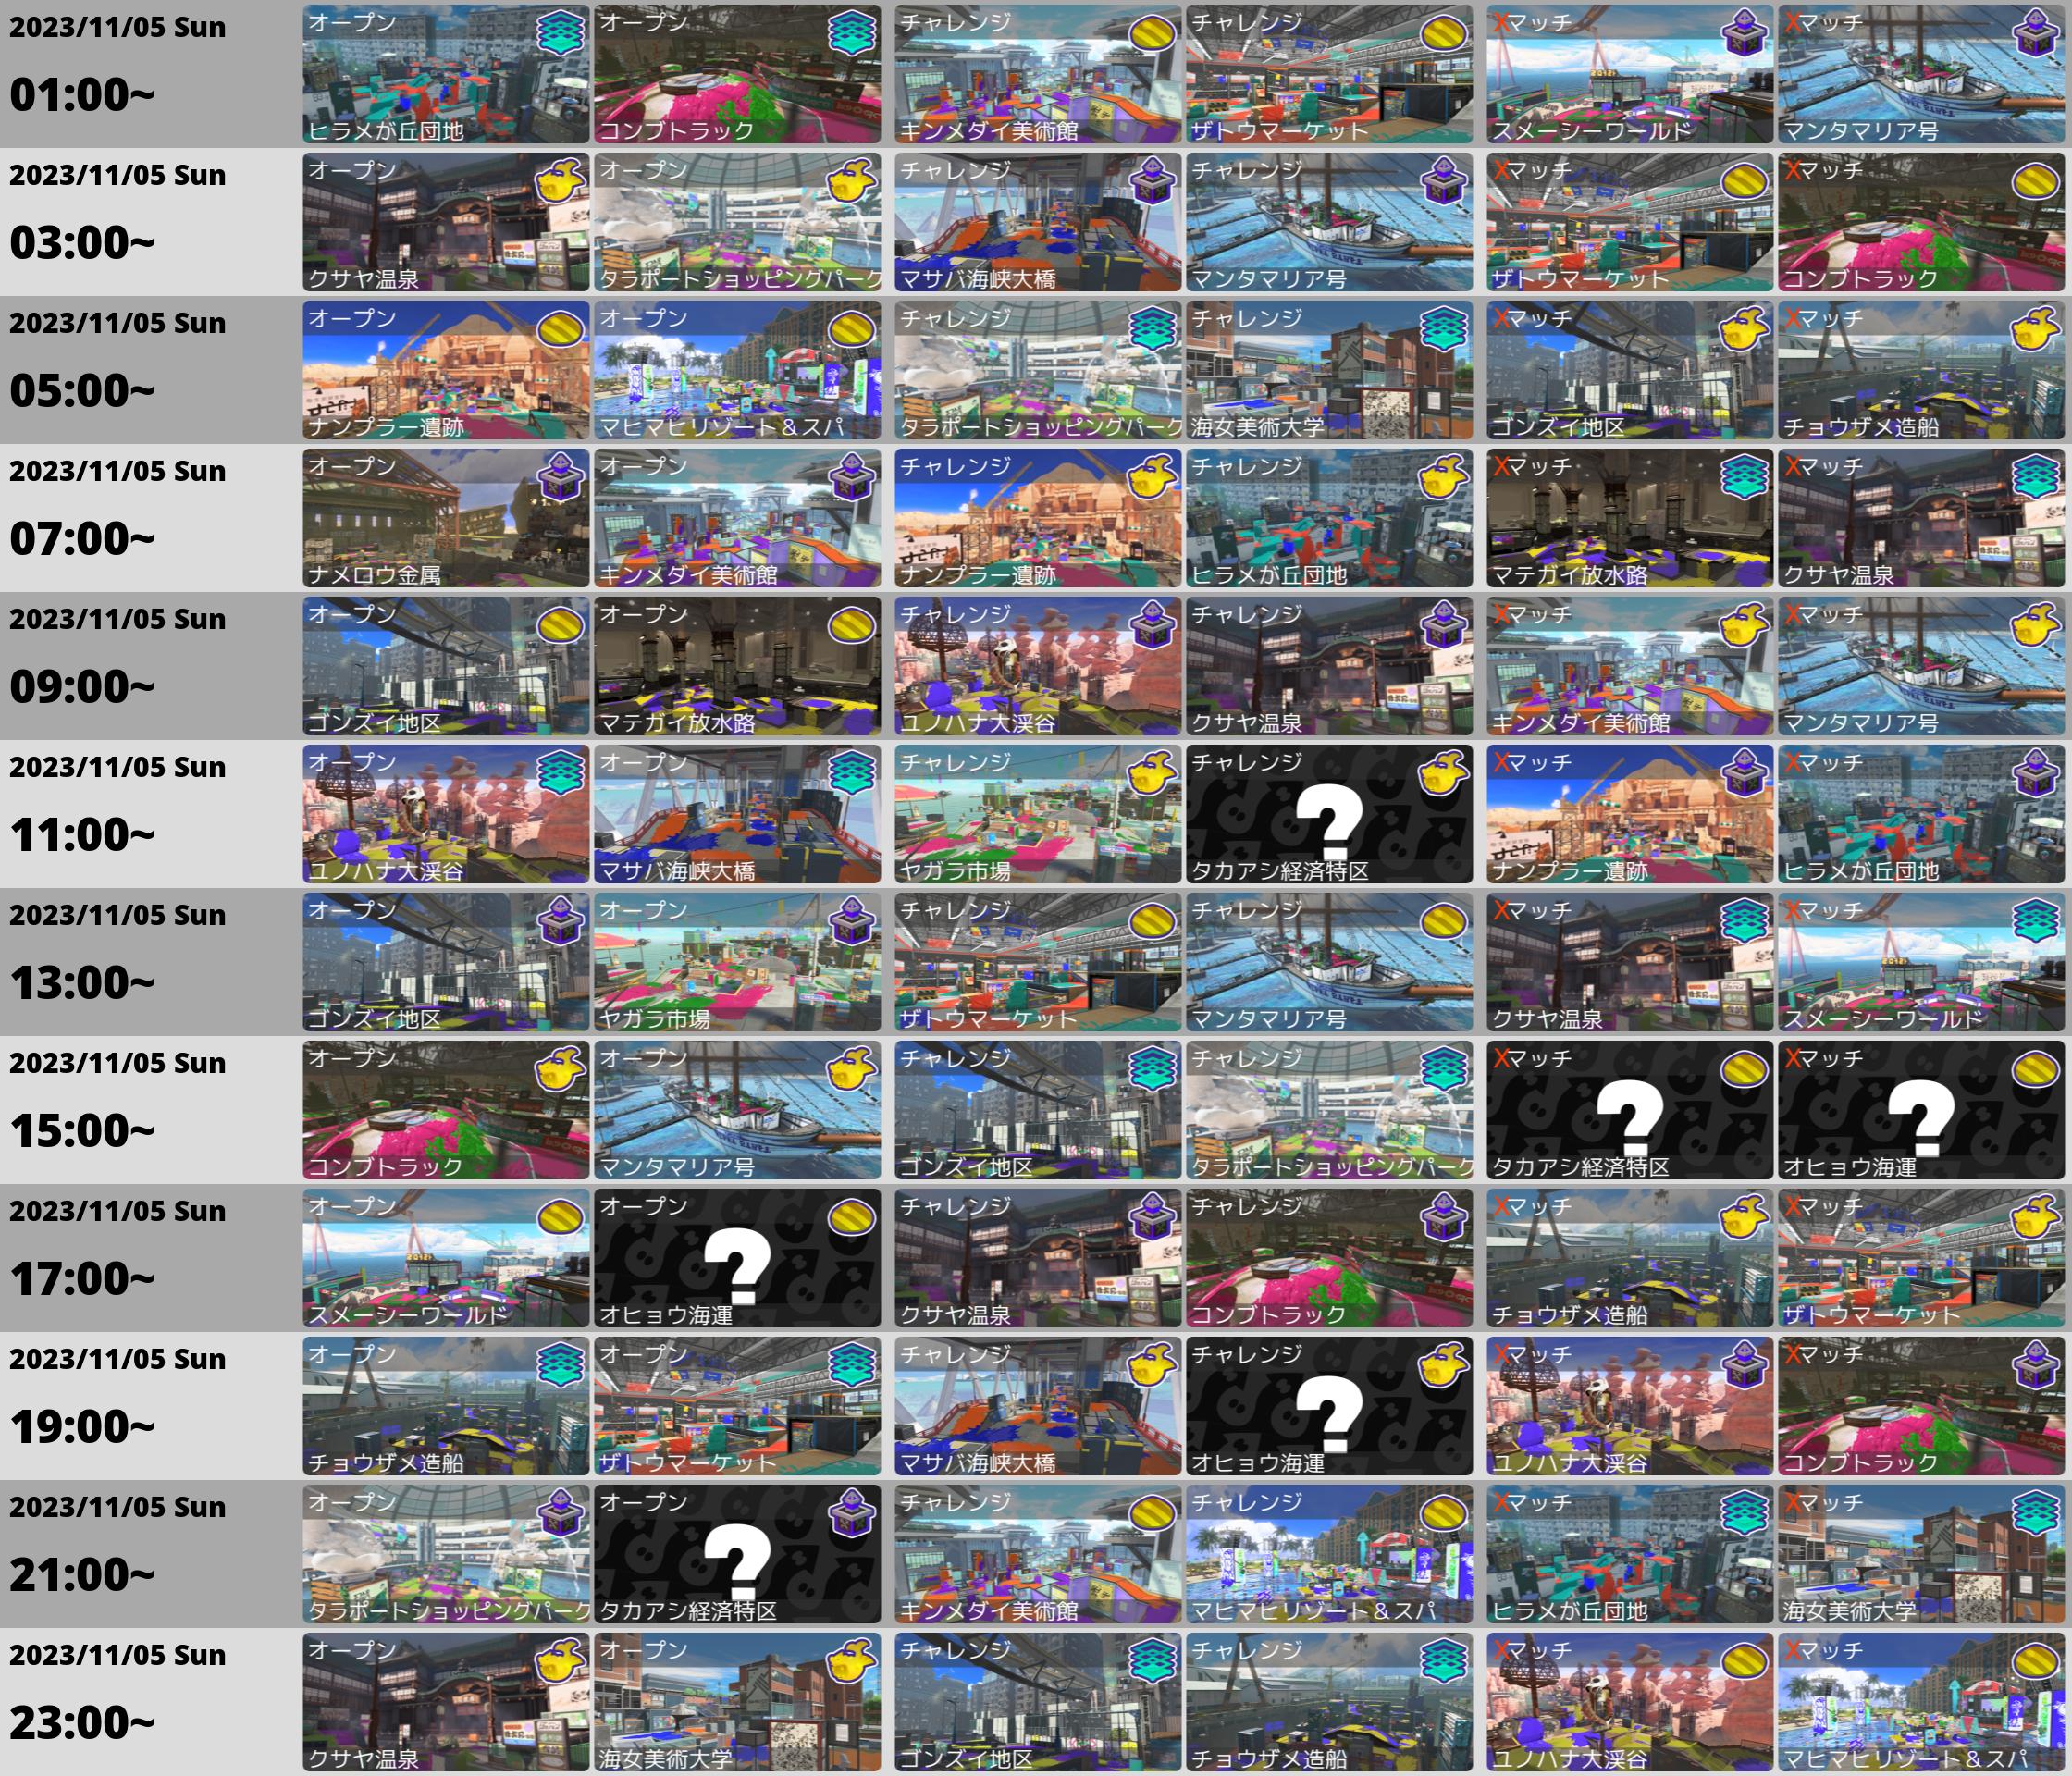 2023/11/05 Sun
01:00~
オープン
ヒラメが丘団地
オープン
コンブトラック
チャレンジ
キンメダイ美術館
チャレンジ
ザトウマーケット
Xマッチ
スメーシーワールド
Xマッチ
マンタマリア号
2023/11/05 Sun
03:00~
オープン
クサヤ温泉
オープン
タラポートショッピングパーク
チャレンジ
マサバ海峡大橋
チャレンジ
マンタマリア号
Xマッチ
ザトウマーケット
Xマッチ
コンブトラック
2023/11/05 Sun
05:00~
オープン
ナンプラー遺跡
オープン
マヒマヒリゾート＆スパ
チャレンジ
タラポートショッピングパーク
チャレンジ
海女美術大学
Xマッチ
ゴンズイ地区
Xマッチ
チョウザメ造船
2023/11/05 Sun
07:00~
オープン
ナメロウ金属
オープン
キンメダイ美術館
チャレンジ
ナンプラー遺跡
チャレンジ
ヒラメが丘団地
Xマッチ
マテガイ放水路
Xマッチ
クサヤ温泉
2023/11/05 Sun
09:00~
オープン
ゴンズイ地区
オープン
マテガイ放水路
チャレンジ
ユノハナ大渓谷
チャレンジ
クサヤ温泉
Xマッチ
キンメダイ美術館
Xマッチ
マンタマリア号
2023/11/05 Sun
11:00~
オープン
ユノハナ大渓谷
オープン
マサバ海峡大橋
チャレンジ
ヤガラ市場
チャレンジ
?
タカアシ経済特区
Xマッチ
ナンプラー遺跡
Xマッチ
ヒラメが丘団地
2023/11/05 Sun
13:00~
オープン
ゴンズイ地区
オープン
ヤガラ市場
チャレンジ
ザトウマーケット
チャレンジ
マンタマリア号
Xマッチ
クサヤ温泉
Xマッチ
スメーシーワールド
2023/11/05 Sun
15:00~
オープン
コンブトラック
オープン
マンタマリア号
チャレンジ
ゴンズイ地区
チャレンジ
タラポートショッピングパーク
Xマッチ
?
タカアシ経済特区
Xマッチ
?
オヒョウ海運
2023/11/05 Sun
17:00~
オープン
スメーシーワールド
オープン
?
オヒョウ海運
チャレンジ
クサヤ温泉
チャレンジ
コンブトラック
Xマッチ
チョウザメ造船
Xマッチ
ザトウマーケット
2023/11/05 Sun
19:00~
オープン
チョウザメ造船
オープン
ザトウマーケット
チャレンジ
マサバ海峡大橋
チャレンジ
?
オヒョウ海運
Xマッチ
ユノハナ大渓谷
Xマッチ
コンブトラック
2023/11/05 Sun
21:00~
オープン
タラポートショッピングパーク
オープン
?
タカアシ経済特区
チャレンジ
キンメダイ美術館
チャレンジ
マヒマヒリゾート＆スパ
Xマッチ
ヒラメが丘団地
Xマッチ
海女美術大学
2023/11/05 Sun
23:00~
オープン
クサヤ温泉
オープン
海女美術大学
チャレンジ
ゴンズイ地区
チャレンジ
チョウザメ造船
Xマッチ
ユノハナ大渓谷
Xマッチ
マヒマヒリゾート＆スパ